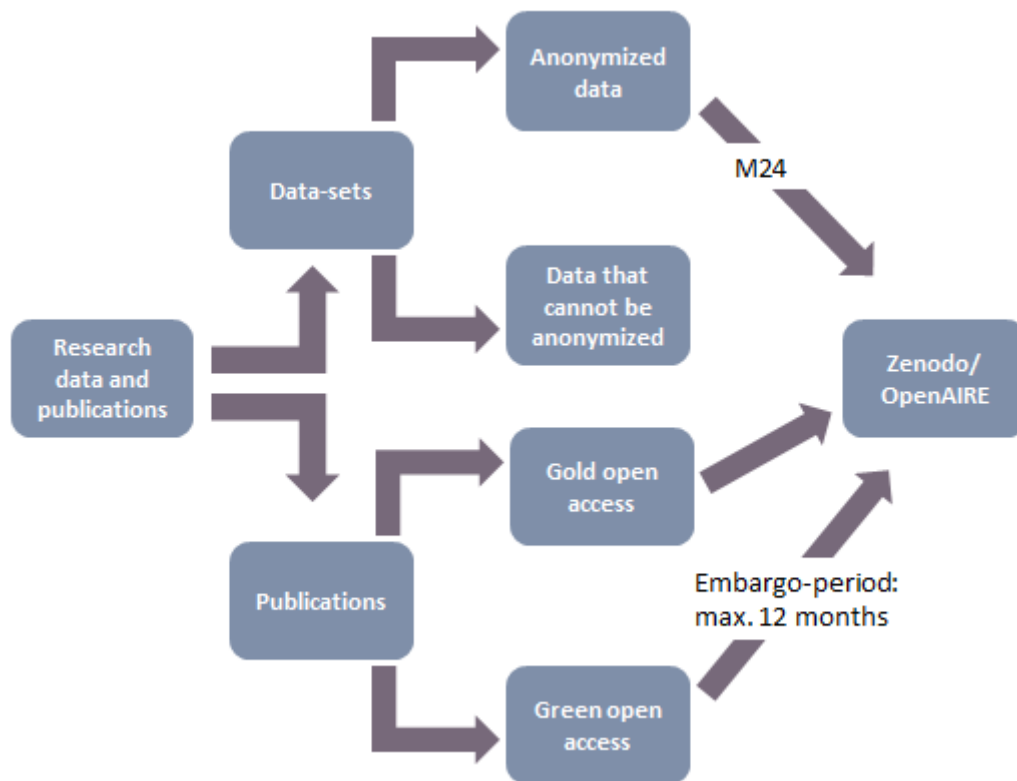 Anonymized
data
M24
Data-sets
Data that
cannot be
anonymized
Research
data and
publications
Zenodo/
OpenAIRE
Gold open
access
Publications
Embargo-period:
max. 12 months
Green open
access